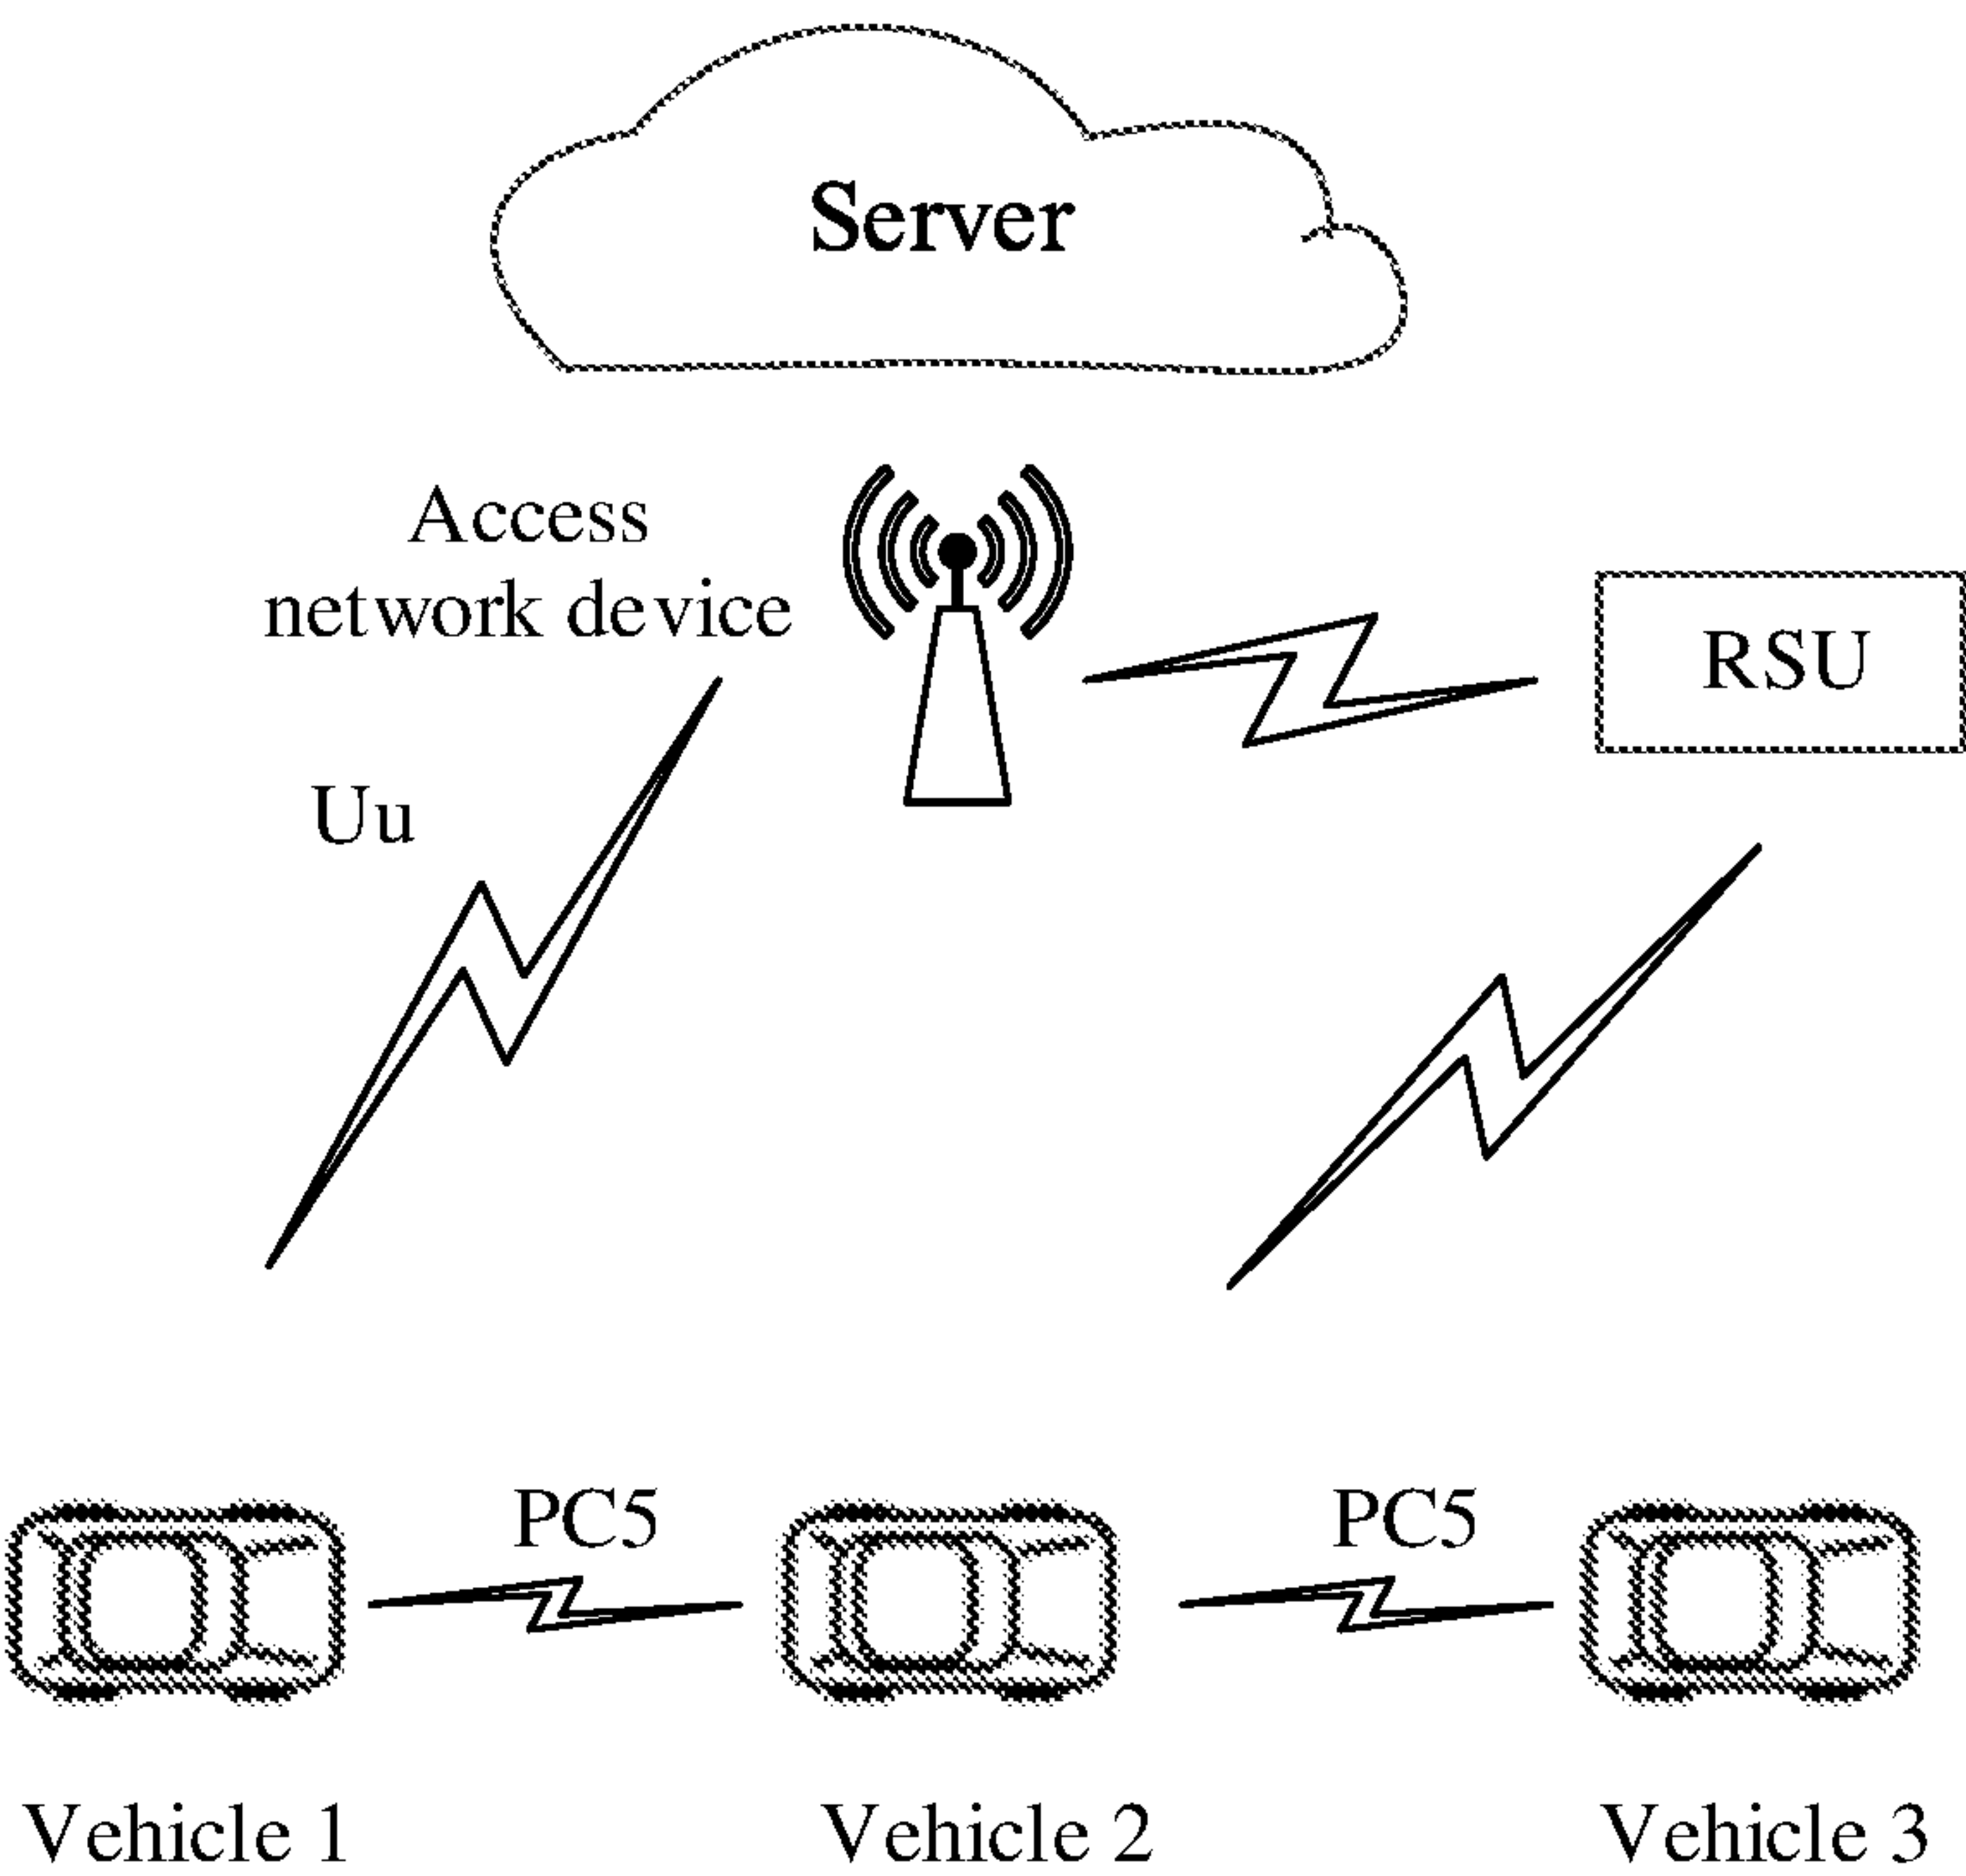 Server
Access
network device
RSU
Uu
PC5
PC5
Vehicle 1
Vehicle 2
Vehicle 3